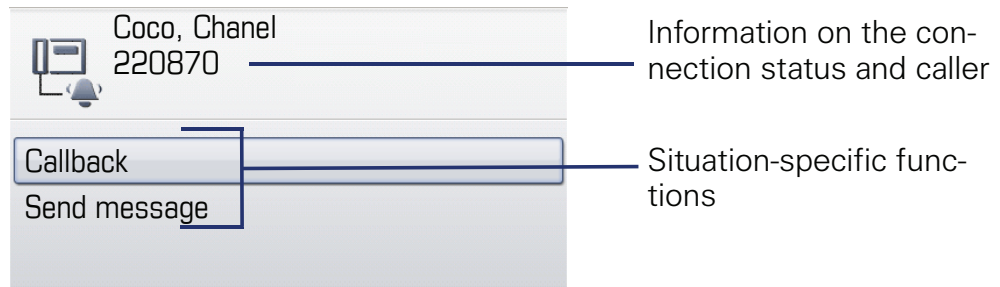 Coco, Chanel
220870
Information on the con-
nection status and caller
Callback
Send message
Situation-specific func-
tions